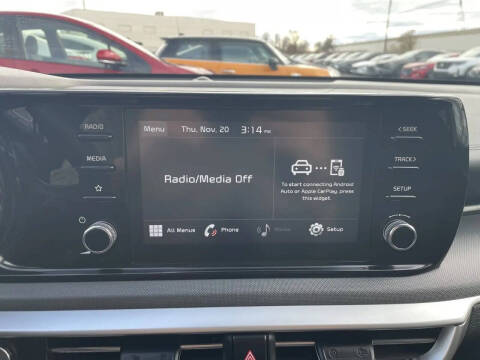 RADIO
MEDIA
Menu Thu, Nov. 20 3:14 PM
Radio/Media Off
To start connecting Android
Auto or Apple CarPlay, press
this widget.
All Menus Phone Media Setup
< SEEK
TRACK >
SETUP